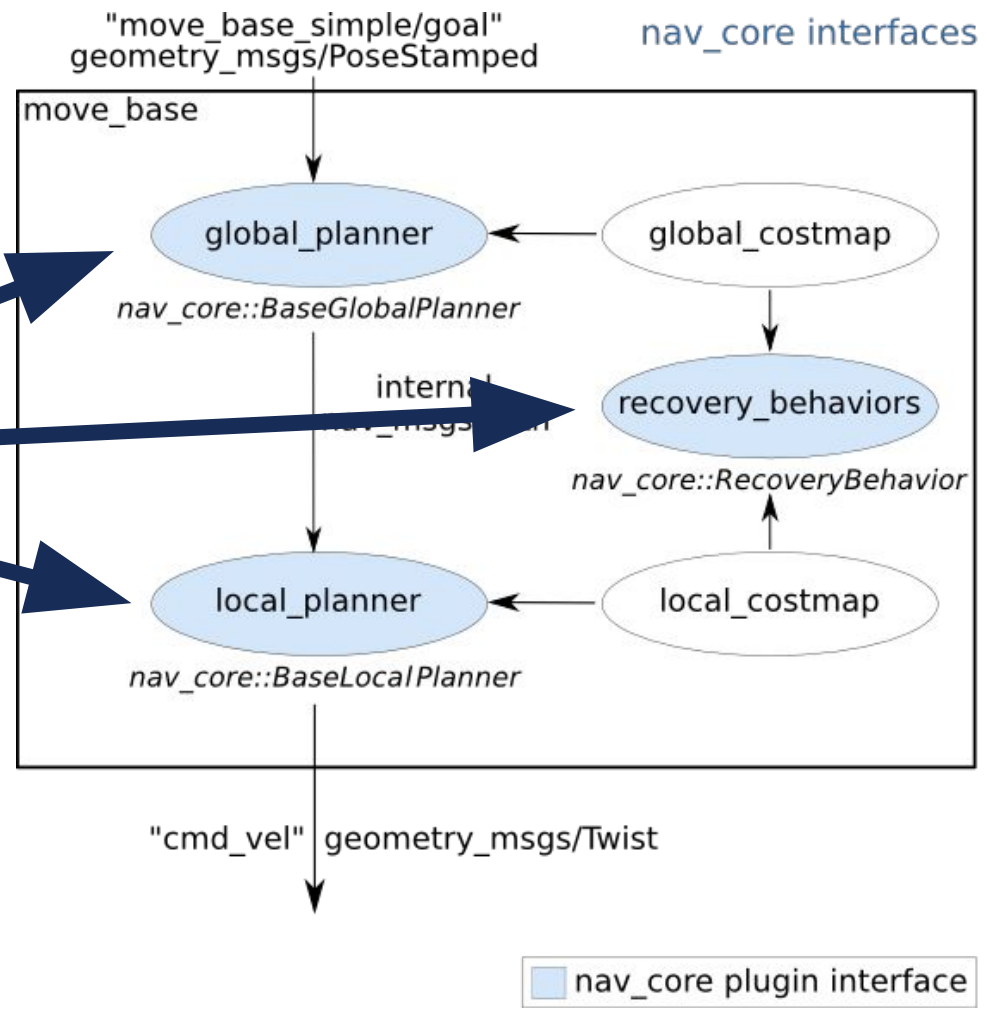 "move_base_simple/goal"
geometry_msgs/PoseStamped
nav_core interfaces
move_base
global_planner
global_costmap
nav_core::BaseGlobalPlanner
internal
recovery_behaviors
nav_core::RecoveryBehavior
local_planner
local_costmap
nav_core::BaseLocalPlanner
"cmd_vel" geometry_msgs/Twist
nav_core plugin interface